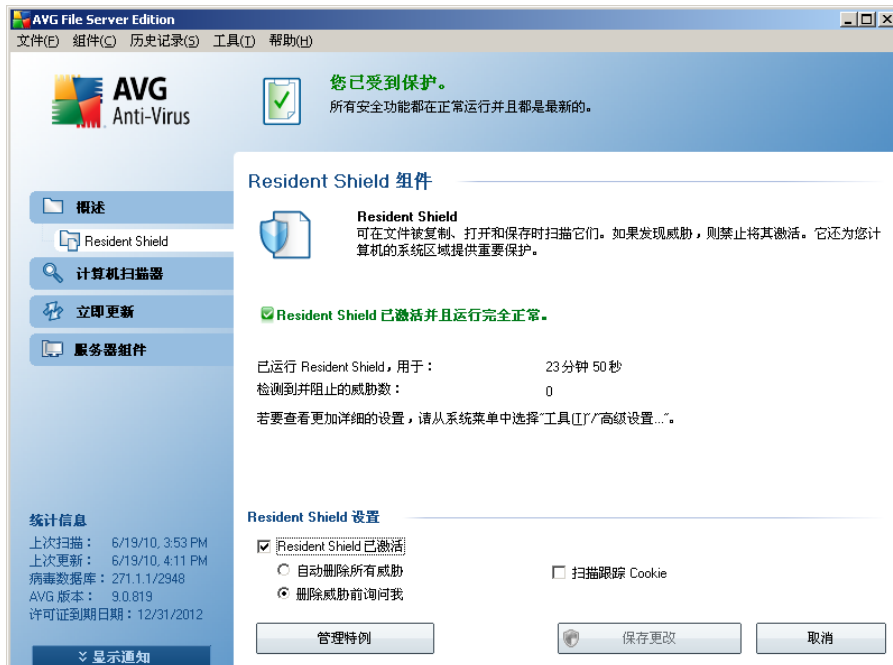 AVG File Server Edition
文件(F) 组件(C) 历史记录(S) 工具(T) 帮助(H)
AVG
Anti-Virus
您已受到保护。
所有安全功能都在正常运行并且都是最新的。
概述
Resident Shield
计算机扫描器
立即更新
服务器组件
Resident Shield 组件
Resident Shield
可在文件被复制、打开和保存时扫描它们。如果发现威胁,则禁止将其激活。它还为您计
算机的系统区域提供重要保护。
Resident Shield 已激活并且运行完全正常。
已运行 Resident Shield,用于: 23分钟 50秒
检测到并阻止的威胁数: 0
若要查看更加详细的设置,请从系统菜单中选择“工具(T)”/“高级设置...”。
Resident Shield 设置
Resident Shield 已激活
自动删除所有威胁
删除威胁前询问我
扫描跟踪 Cookie
管理特例
保存更改
取消
统计信息
上次扫描: 6/19/10, 3:53 PM
上次更新: 6/19/10, 4:11 PM
病毒数据库: 271.1.1/2948
AVG 版本: 9.0.819
许可证到期日期: 12/31/2012
显示通知